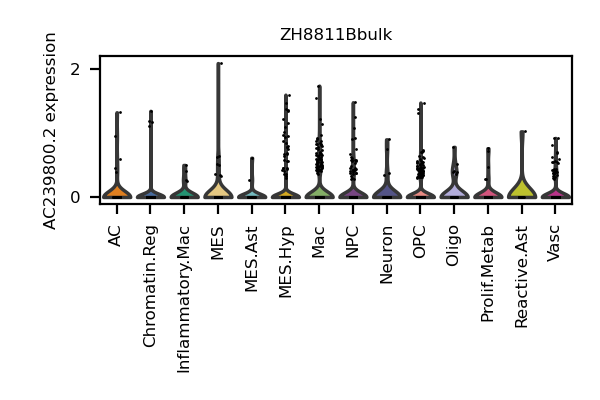 ZH8811Bbulk
AC239800.2 expression
2
0
AC
Chromatin.Reg
Inflammatory.Mac
MES
MES.Ast
MES.Hyp
Mac
NPC
Neuron
OPC
Oligo
Prolif.Metab
Reactive.Ast
Vasc